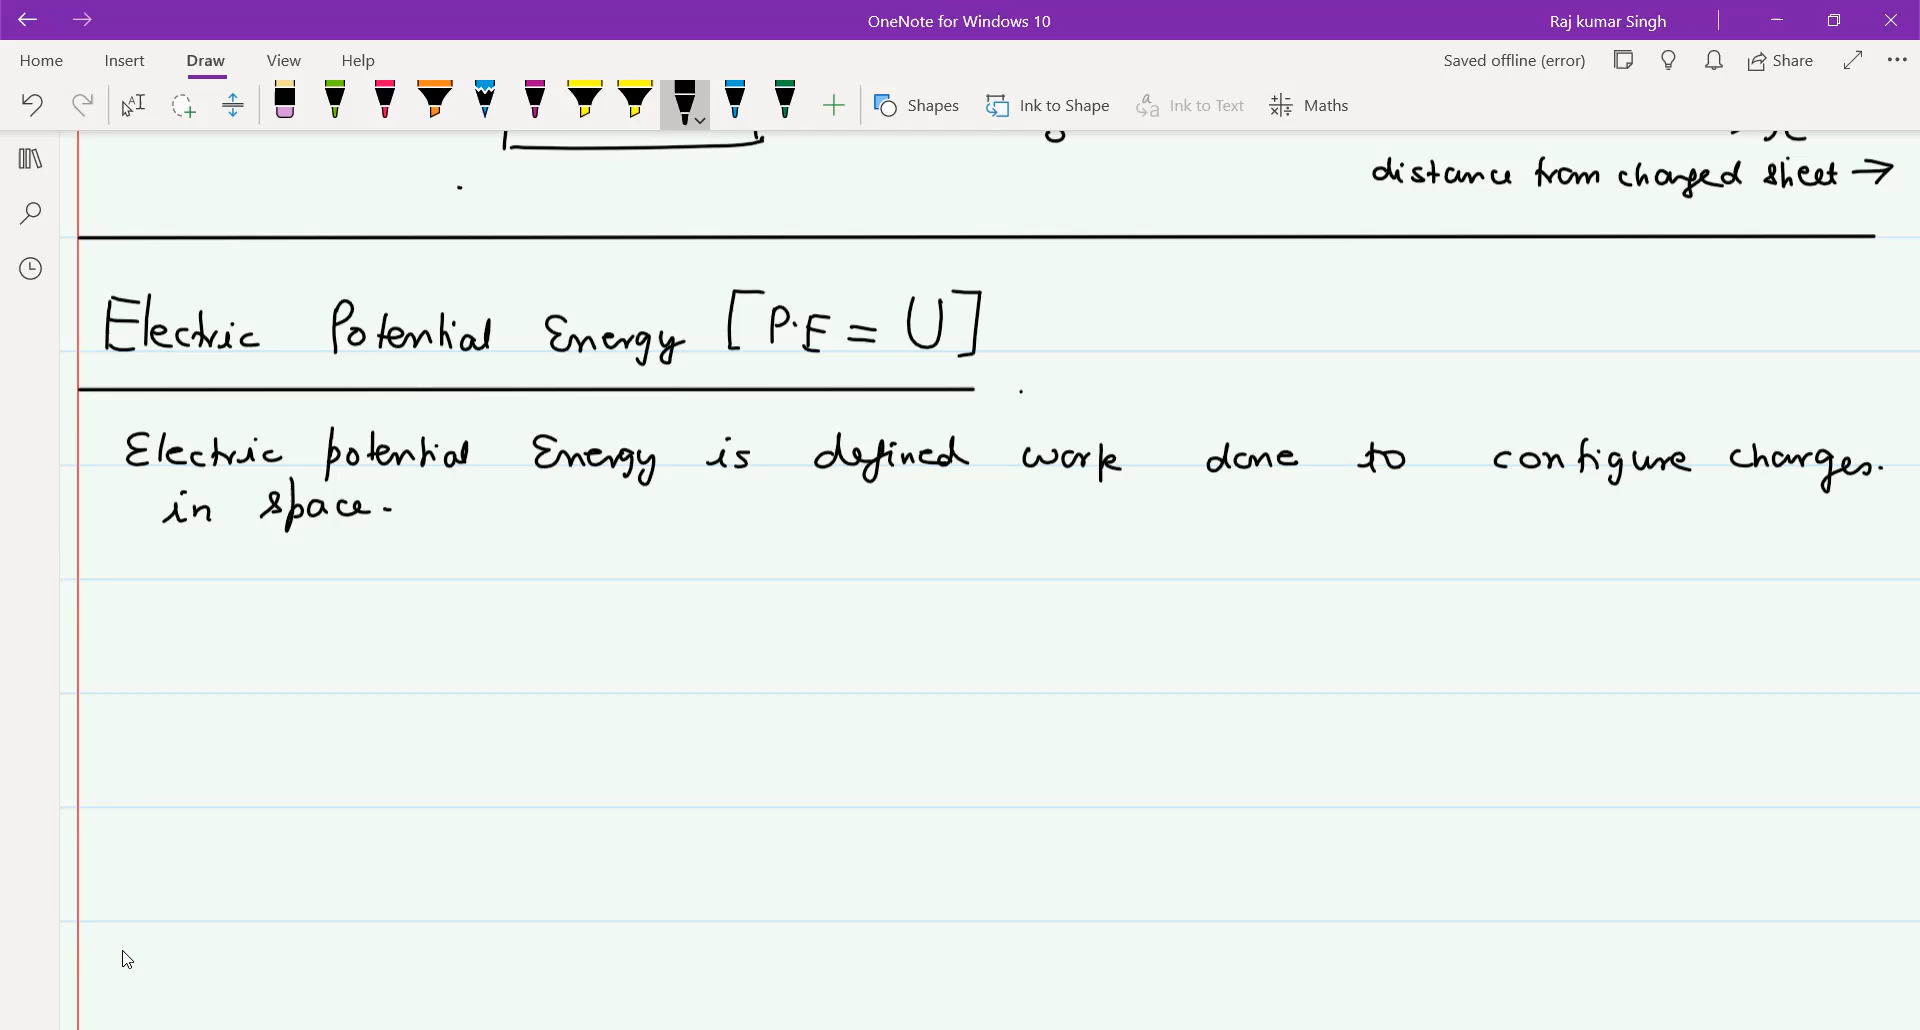 OneNote for Windows 10
Raj kumar Singh
Home Insert Draw View Help
Saved offline (error)
Share
Shapes
Ink to Shape
Ink to Text
Maths
distance from charged sheet →
Electric Potential Energy [P.E = U]
Electric potential Energy is defined work done to configure charges.
in space.